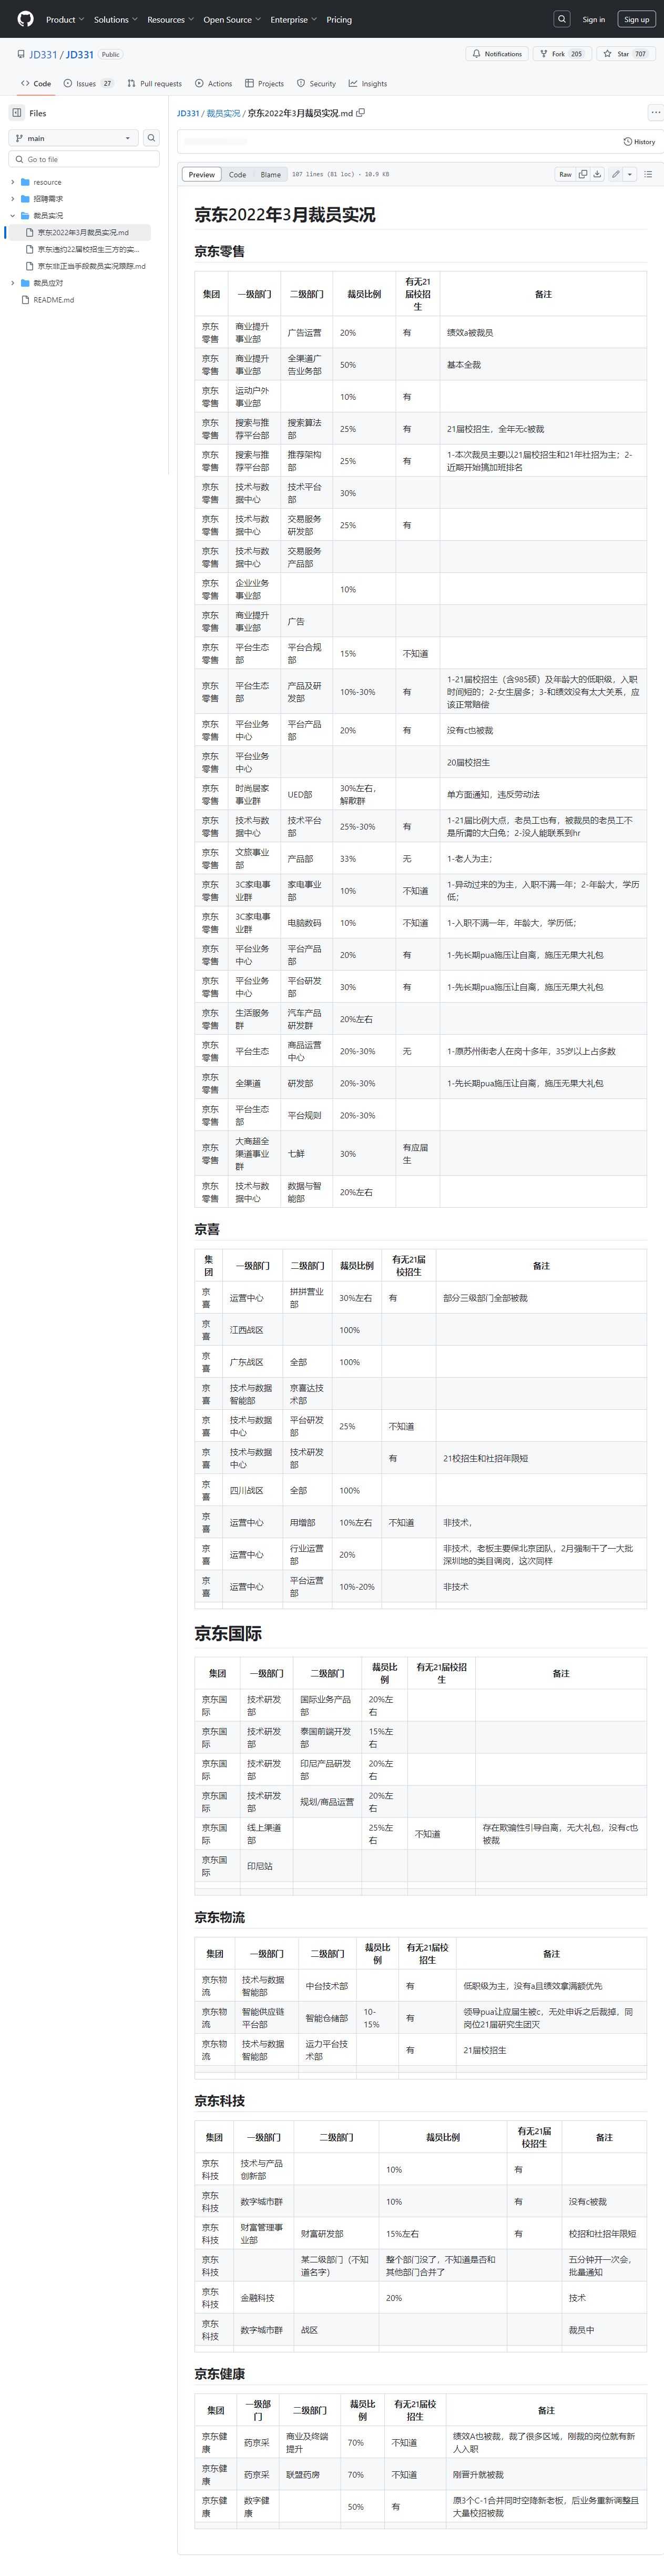 Product Solutions Resources Open Source Enterprise Pricing
Sign in Sign up
JD331 / JD331 Public
Notifications Fork 205 Star 707
Code Issues 27 Pull requests Actions Projects Security Insights
Files
main
Go to file
resource
招聘需求
裁员实况
京东2022年3月裁员实况.md
京东违约22届校招生三方的实...
京东非正当手段裁员实况跟踪.md
裁员应对
README.md
JD331 / 裁员实况 / 京东2022年3月裁员实况.md
History
Preview Code Blame 107 lines (81 loc) · 10.9 KB Raw
京东2022年3月裁员实况
京东零售
集团 一级部门 二级部门 裁员比例 有无21届校招生 备注
京东零售 商业提升事业部 广告运营 20% 有 绩效a被裁员
京东零售 商业提升事业部 全渠道广告业务部 50% 基本全裁
京东零售 运动户外事业部 10% 有
京东零售 搜索与推荐平台部 搜索算法部 25% 有 21届校招生，全年无c被裁
京东零售 搜索与推荐平台部 推荐架构部 25% 有 1-本次裁员主要以21届校招生和21年社招为主；2-近期开始搞加班排名
京东零售 技术与数据中心 技术平台部 30%
京东零售 技术与数据中心 交易服务研发部 25% 有
京东零售 技术与数据中心 交易服务产品部
京东零售 企业业务事业部 10%
京东零售 商业提升事业部 广告
京东零售 平台生态部 平台合规部 15% 不知道
京东零售 平台生态部 产品及研发部 10%-30% 有 1-21届校招生（含985硕）及年龄大的低职级，入职时间短的；2-女生居多；3-和绩效没有太大关系，应该正常赔偿
京东零售 平台业务中心 平台产品部 20% 有 没有c也被裁
京东零售 平台业务中心 20届校招生
京东零售 时尚居家事业群 UED部 30%左右，解散群 单方面通知，违反劳动法
京东零售 技术与数据中心 技术平台部 25%-30% 有 1-21届比例大点，老员工也有，被裁员的老员工不是所谓的大白兔；2-没人能联系到hr
京东零售 文旅事业部 产品部 33% 无 1-老人为主；
京东零售 3C家电事业群 家电事业部 10% 不知道 1-异动过来的为主，入职不满一年；2-年龄大，学历低；
京东零售 3C家电事业群 电脑数码 10% 不知道 1-入职不满一年，年龄大，学历低；
京东零售 平台业务中心 平台产品部 20% 有 1-先长期pua施压让自离，施压无果大礼包
京东零售 平台业务中心 平台研发部 30% 有 1-先长期pua施压让自离，施压无果大礼包
京东零售 生活服务群 汽车产品研发群 20%左右
京东零售 平台生态 商品运营中心 20%-30% 无 1-原苏州街老人在岗十多年，35岁以上占多数
京东零售 全渠道 研发部 20%-30% 1-先长期pua施压让自离，施压无果大礼包
京东零售 平台生态部 平台规则 20%-30%
京东零售 大商超全渠道事业群 七鲜 30% 有应届生
京东零售 技术与数据中心 数据与智能部 20%左右
京喜
集团 一级部门 二级部门 裁员比例 有无21届校招生 备注
京喜 运营中心 拼拼营业部 30%左右 有 部分三级部门全部被裁
京喜 江西战区 100%
京喜 广东战区 全部 100%
京喜 技术与数据智能部 京喜达技术部
京喜 技术与数据中心 平台研发部 25% 不知道
京喜 技术与数据中心 技术研发部 有 21校招生和社招年限短
京喜 四川战区 全部 100%
京喜 运营中心 用增部 10%左右 不知道 非技术，
京喜 运营中心 行业运营部 20% 非技术，老板主要保北京团队，2月强制干了一大批深圳地的类目调岗，这次同样
京喜 运营中心 平台运营部 10%-20% 非技术
京东国际
集团 一级部门 二级部门 裁员比例 有无21届校招生 备注
京东国际 技术研发部 国际业务产品部 20%左右
京东国际 技术研发部 泰国前端开发部 15%左右
京东国际 技术研发部 印尼产品研发部 20%左右
京东国际 技术研发部 规划/商品运营 20%左右
京东国际 线上渠道部 25%左右 不知道 存在欺骗性引导自离，无大礼包，没有c也被裁
京东国际 印尼站
京东物流
集团 一级部门 二级部门 裁员比例 有无21届校招生 备注
京东物流 技术与数据智能部 中台技术部 有 低职级为主，没有a且绩效拿满额优先
京东物流 智能供应链平台部 智能仓储部 10-15% 有 领导pua让应届生被c，无处申诉之后裁掉，同岗位21届研究生团灭
京东物流 技术与数据智能部 运力平台技术部 有 21届校招生
京东科技
集团 一级部门 二级部门 裁员比例 有无21届校招生 备注
京东科技 技术与产品创新部 10% 有
京东科技 数字城市群 10% 有 没有c被裁
京东科技 财富管理事业部 财富研发部 15%左右 有 校招和社招年限短
京东科技 某二级部门（不知道名字） 整个部门没了，不知道是否和其他部门合并了 五分钟开一次会，批量通知
京东科技 金融科技 20% 技术
京东科技 数字城市群 战区 裁员中
京东健康
集团 一级部门 二级部门 裁员比例 有无21届校招生 备注
京东健康 药京采 商业及终端提升 70% 不知道 绩效A也被裁，裁了很多区域，刚裁的岗位就有新人入职
京东健康 药京采 联盟药房 70% 不知道 刚晋升就被裁
京东健康 数字健康 50% 有 原3个C-1合并同时空降新老板，后业务重新调整且大量校招被裁